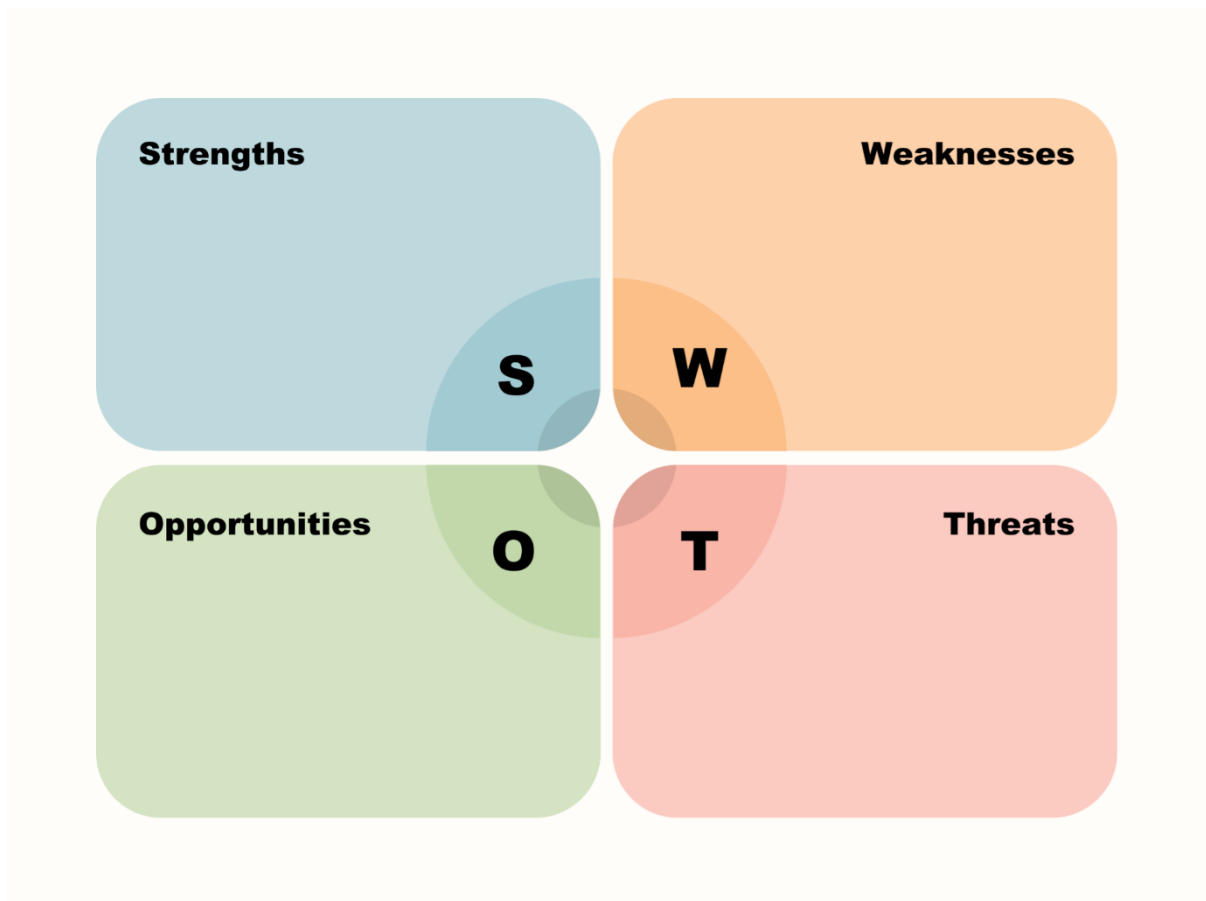 Strengths
Weaknesses
S
W
Opportunities
Threats
O
T